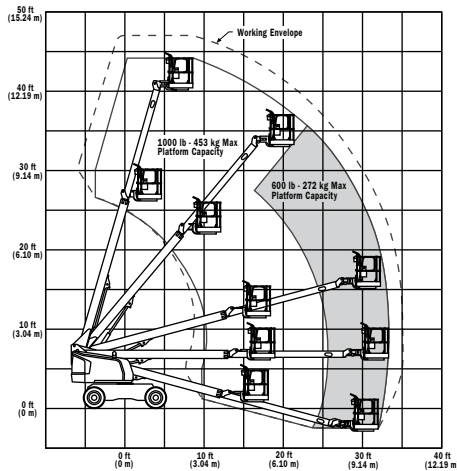 50 ft
(15.24 m)
Working Envelope
40 ft
(12.19 m)
1000 lb - 453 kg Max
Platform Capacity
30 ft
(9.14 m)
600 lb - 272 kg Max
Platform Capacity
20 ft
(6.10 m)
10 ft
(3.04 m)
0 ft
(0 m)
0 ft
(0 m)
10 ft
(3.04 m)
20 ft
(6.10 m)
30 ft
(9.14 m)
40 ft
(12.19 m